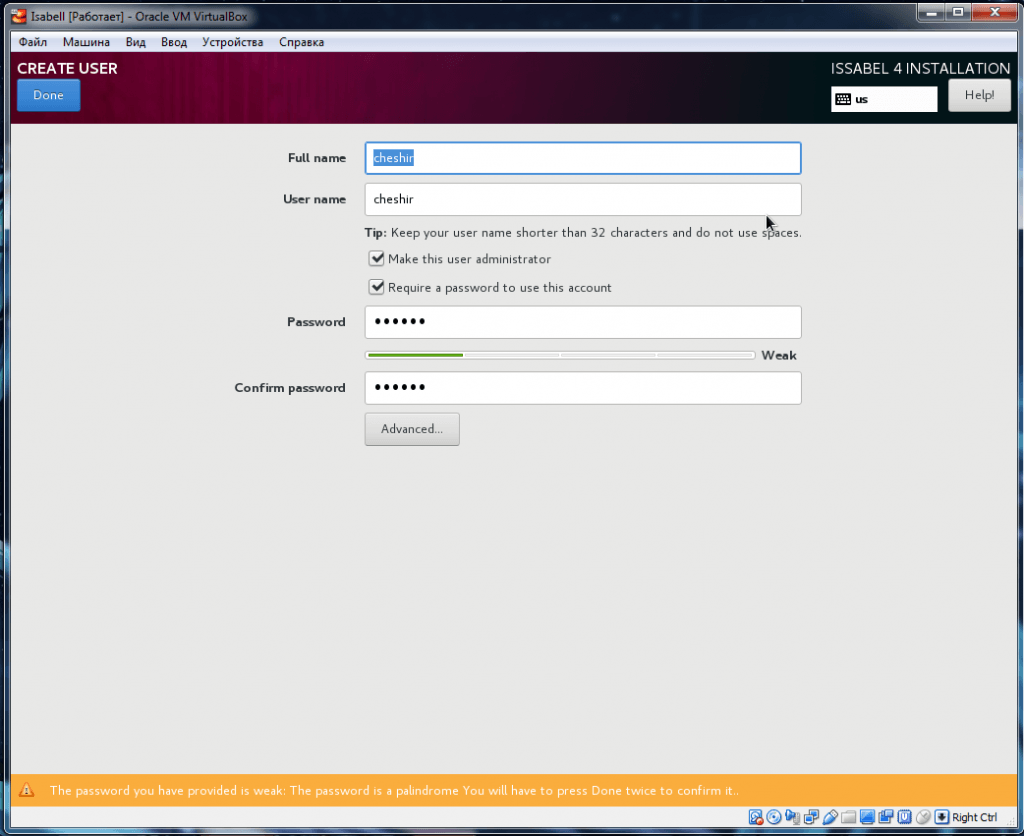 Isabell [Работает] - Oracle VM VirtualBox
Файл Машина Вид Ввод Устройства Справка
CREATE USER
ISSABEL 4 INSTALLATION
Done
us
Help!
Full name
cheshir
User name
cheshir
Tip: Keep your user name shorter than 32 characters and do not use spaces.
Make this user administrator
Require a password to use this account
Password
••••••
Weak
Confirm password
••••••
Advanced...
The password you have provided is weak: The password is a palindrome You will have to press Done twice to confirm it..
Right Ctrl